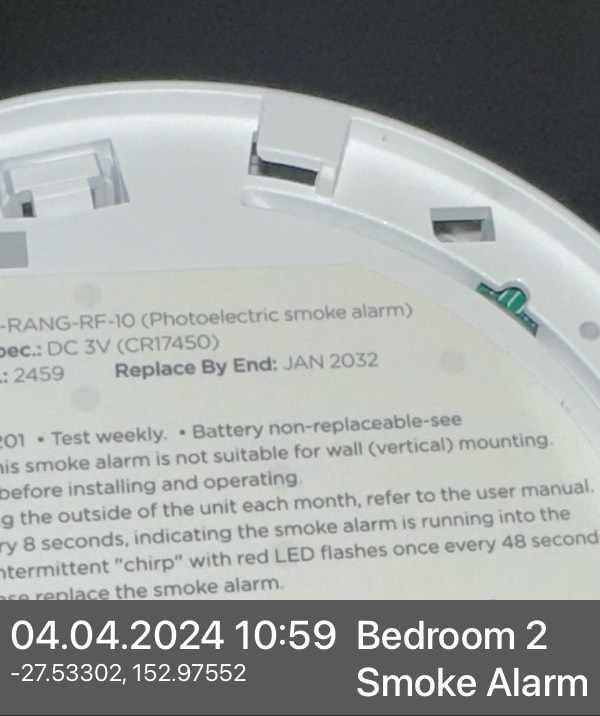 -RANG-RF-10 (Photoelectric smoke alarm)
pec.: DC 3V (CR17450)
.: 2459 Replace By End: JAN 2032
201 • Test weekly. • Battery non-replaceable-see
his smoke alarm is not suitable for wall (vertical) mounting.
before installing and operating.
g the outside of the unit each month, refer to the user manual.
ry 8 seconds, indicating the smoke alarm is running into the
ntermittent "chirp" with red LED flashes once every 48 second
se replace the smoke alarm.
04.04.2024 10:59 Bedroom 2
-27.53302, 152.97552
Smoke Alarm